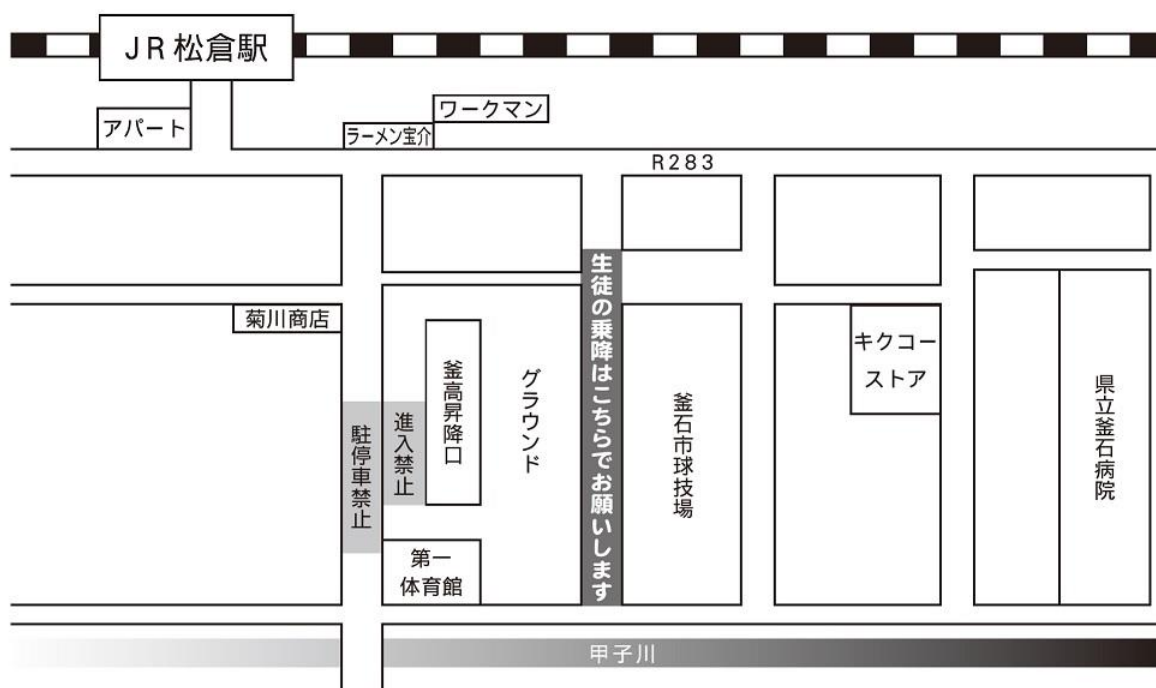 JR松倉駅
アパート
ラーメン宝介
ワークマン
R283
菊川商店
駐停車禁止
進入禁止
釜高昇降口
グラウンド
第一
体育館
生徒の乗降はこちらでお願いします
釜石市球技場
キクコー
ストア
県立釜石病院
甲子川